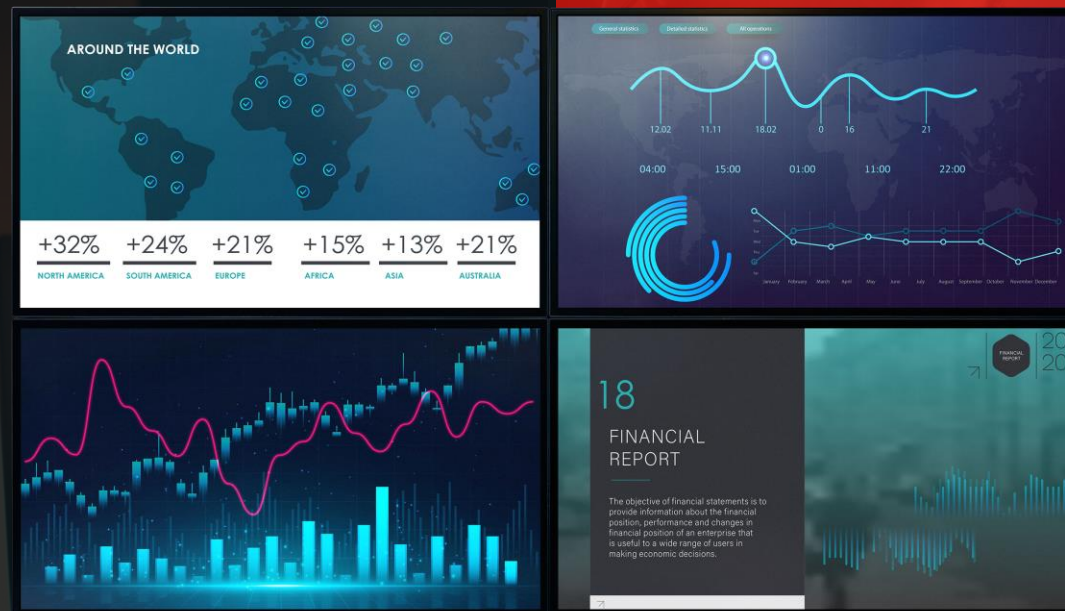 AROUND THE WORLD
+32% +24% +21% +15% +13% +21%
NORTH AMERICA SOUTH AMERICA EUROPE AFRICA ASIA AUSTRALIA
General statistics Detailed statistics All operations
12.02 11.11 18.02 0 16 21
04:00 15:00 01:00 11:00 22:00
January February March April May June July August September October November December
18
FINANCIAL
REPORT
The objective of financial statements is to
provide information about the financial
position, performance and changes in
financial position of an enterprise that
is useful to a wide range of users in
making economic decisions.
FINANCIAL
REPORT
20
20